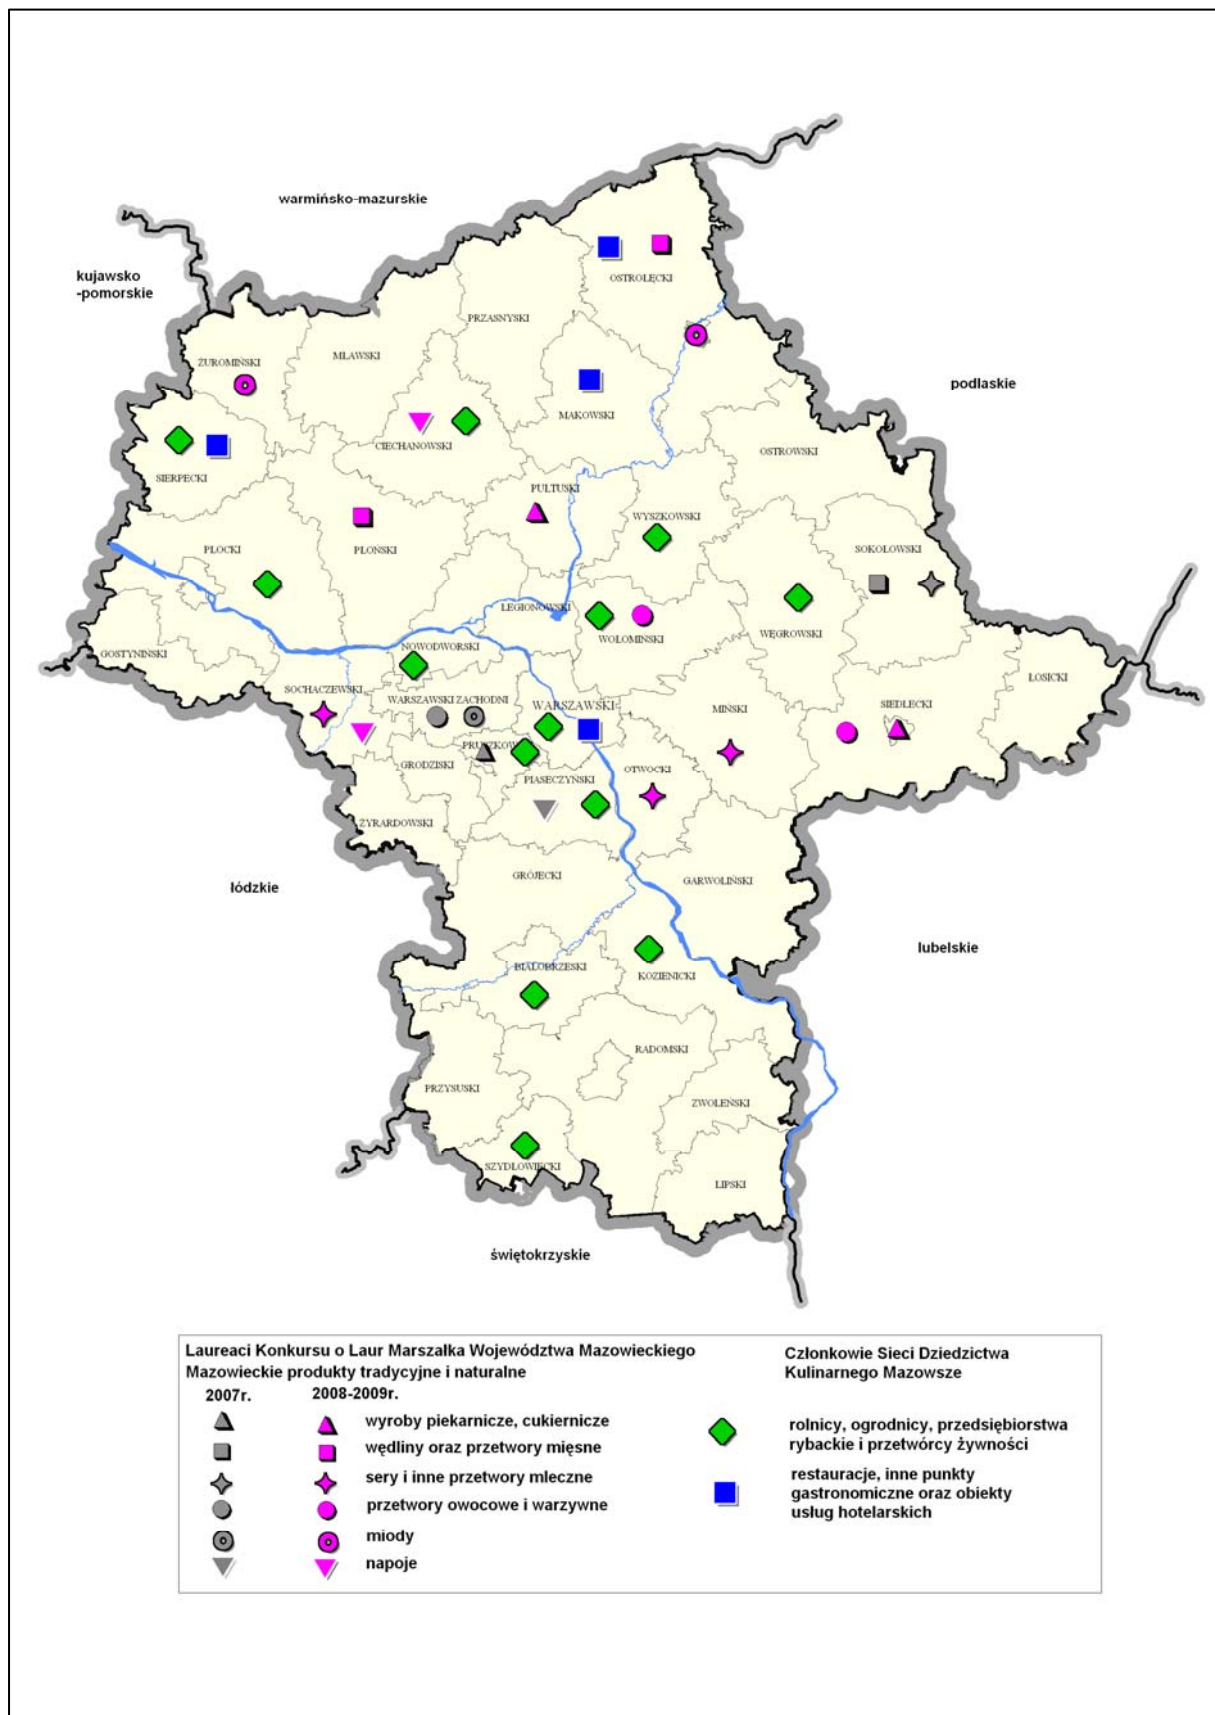 warmińsko-mazurskie
kujawsko
-pomorskie
OSTROŁĘCKI
PRZASNYSKI
MŁAWSKI
ŻUROMIŃSKI
podlaskie
MAKOWSKI
CIECHANOWSKI
OSTROWSKI
SIERPECKI
PUŁTUSKI
WYSZKOWSKI
PŁOCKI
PŁOŃSKI
SOKOŁOWSKI
LEGIONOWSKI
WOŁOMIŃSKI
WĘGROWSKI
NOWODWORSKI
GOSTYNIŃSKI
ŁOSICKI
SOCHACZEWSKI
WARSZAWSKI ZACHODNI
WARSZAWSKI
MIŃSKI
SIEDLECKI
PRUSZKOW
GRODZISKI
OTWOCKI
PIASECZYŃSKI
ŻYRARDOWSKI
GRÓJECKI
GARWOLIŃSKI
łódzkie
lubelskie
BIAŁOBRZESKI
KOZIENICKI
RADOMSKI
PRZYSUSKI
ZWOLEŃSKI
SZYDŁOWIECKI
LIPSKI
świętokrzyskie
Laureaci Konkursu o Laur Marszałka Województwa Mazowieckiego
Mazowieckie produkty tradycyjne i naturalne
2007r. 2008-2009r.
wyroby piekarnicze, cukiernicze
wędliny oraz przetwory mięsne
sery i inne przetwory mleczne
przetwory owocowe i warzywne
miody
napoje
Członkowie Sieci Dziedzictwa
Kulinarnego Mazowsze
rolnicy, ogrodnicy, przedsiębiorstwa
rybackie i przetwórcy żywności
restauracje, inne punkty
gastronomiczne oraz obiekty
usług hotelarskich